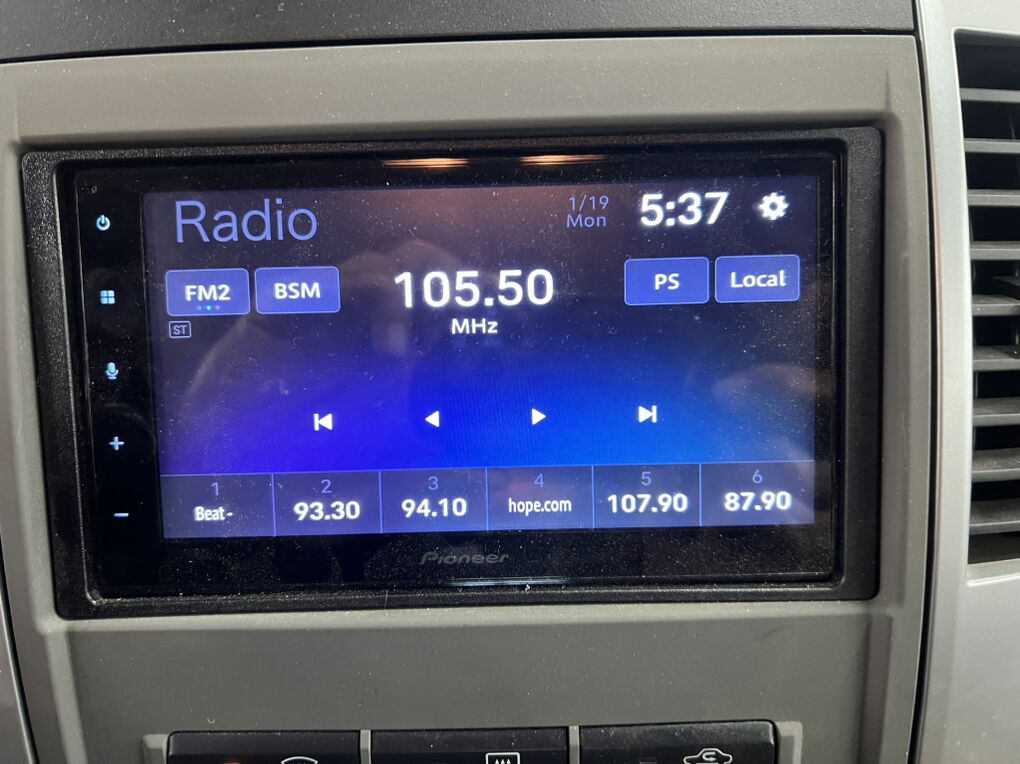 Radio
1/19
Mon
5:37
FM2
BSM
105.50
MHz
PS
Local
ST
1
Beat-
2
93.30
3
94.10
4
hope.com
5
107.90
6
87.90
Pioneer